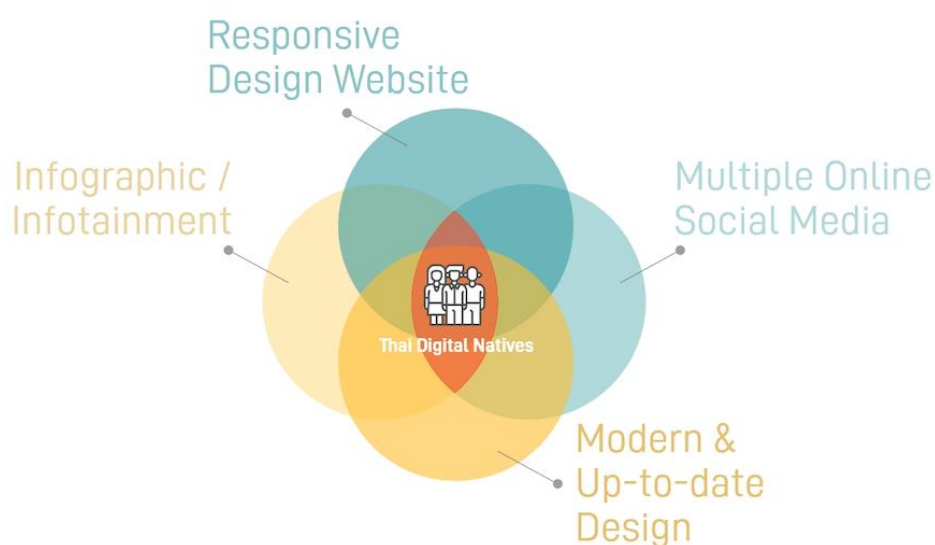 Responsive
Design Website
Infographic /
Infotainment
Multiple Online
Social Media
Thai Digital Natives
Modern &
Up-to-date
Design